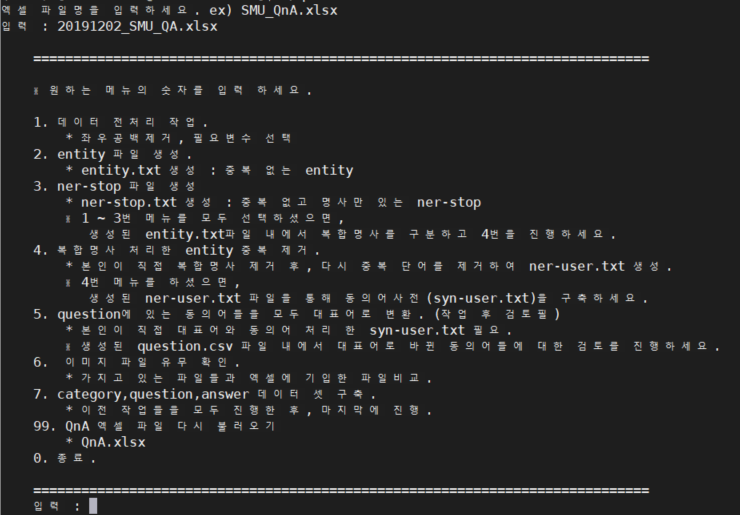 엑셀 파일명을 입력하세요. ex) SMU_QnA.xlsx
입력 : 20191202_SMU_QA.xlsx
=============================================================================
※ 원하는 메뉴의 숫자를 입력 하세요.
1. 데이터 전처리 작업.
* 좌우공백제거, 필요변수 선택
2. entity 파일 생성.
* entity.txt 생성 : 중복 없는 entity
3. ner-stop 파일 생성
* ner-stop.txt 생성 : 중복 없고 명사만 있는 ner-stop
※ 1 ~ 3번 메뉴를 모두 선택하셨으면,
생성된 entity.txt파일 내에서 복합명사를 구분하고 4번을 진행하세요.
4. 복합명사 처리한 entity 중복 제거.
* 본인이 직접 복합명사 제거 후, 다시 중복 단어를 제거하여 ner-user.txt 생성.
※ 4번 메뉴를 하셨으면,
생성된 ner-user.txt 파일을 통해 동의어사전(syn-user.txt)을 구축하세요.
5. question에 있는 동의어들을 모두 대표어로 변환. (작업 후 검토필)
* 본인이 직접 대표어와 동의어 처리 한 syn-user.txt 필요.
※ 생성된 question.csv 파일 내에서 대표어로 바뀐 동의어들에 대한 검토를 진행하세요.
6. 이미지 파일 유무 확인.
* 가지고 있는 파일들과 엑셀에 기입한 파일비교.
7. category,question,answer 데이터 셋 구축.
* 이전 작업들을 모두 진행한 후, 마지막에 진행.
99. QnA 엑셀 파일 다시 불러오기
* QnA.xlsx
0. 종료.
=============================================================================
입력 :